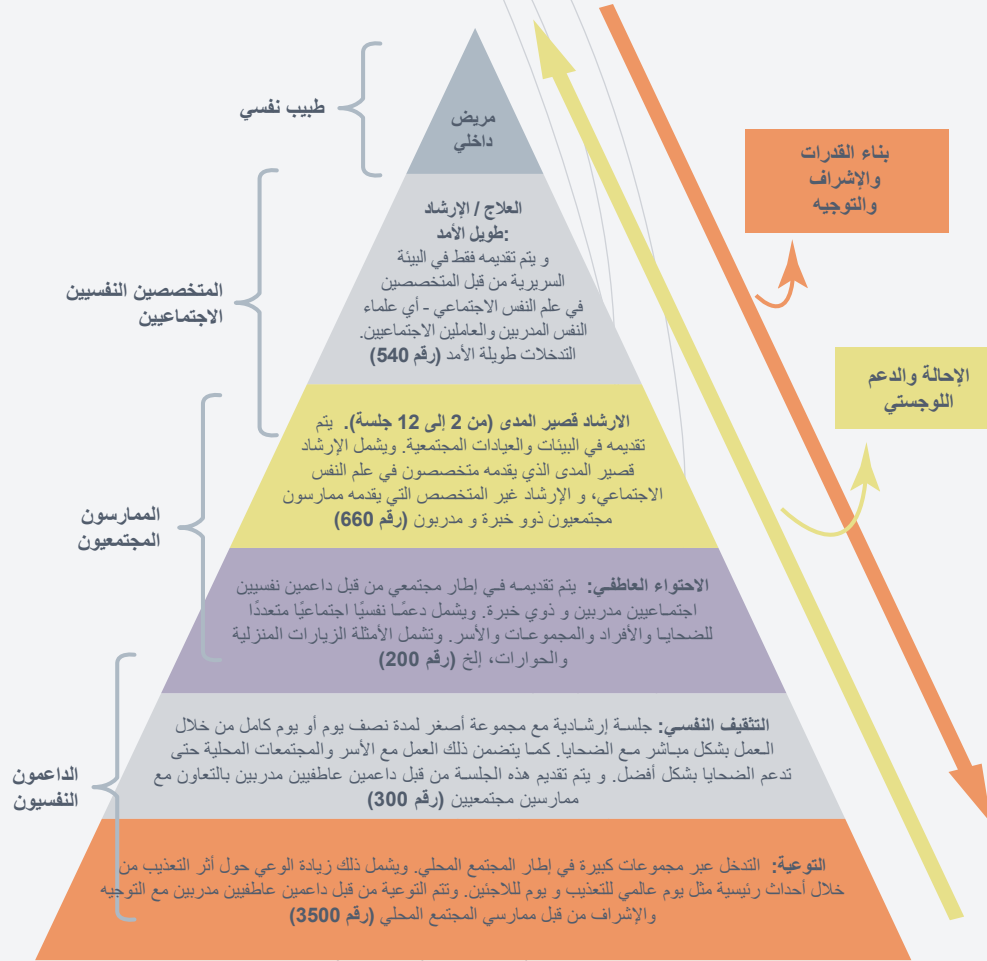 مريض
داخلي
طبيب نفسي
العلاج / الإرشاد
طويل الأمد:
و يتم تقديمه فقط في البيئة
السريرية من قبل المتخصصين
في علم النفس الاجتماعي - أي علماء
النفس المدربين والعاملين الاجتماعيين.
التدخلات طويلة الأمد (رقم 540)
المتخصصين النفسيين
الاجتماعيين
الارشاد قصير المدى (من 2 إلى 12 جلسة). يتم
تقديمه في البيئات والعيادات المجتمعية. ويشمل الإرشاد
قصير المدى الذي يقدمه متخصصون في علم النفس
الاجتماعي، و الإرشاد غير المتخصص التي يقدمه ممارسون
مجتمعيون ذوو خبرة و مدربون (رقم 660)
الممارسون
المجتمعيون
الاحتواء العاطفي: يتم تقديمه في إطار مجتمعي من قبل داعمين نفسيين
اجتماعيين مدربين و ذوي خبرة. ويشمل دعمًا نفسيًا اجتماعيًا متعددًا
للضحايا والأفراد والمجموعات والأسر. وتشمل الأمثلة الزيارات المنزلية
والحوارات، إلخ (رقم 200)
التثقيف النفسي: جلسة إرشادية مع مجموعة أصغر لمدة نصف يوم أو يوم كامل من خلال
العمل بشكل مباشر مع الضحايا. كما يتضمن ذلك العمل مع الأسر والمجتمعات المحلية حتى
تدعم الضحايا بشكل أفضل. و يتم تقديم هذه الجلسة من قبل داعمين عاطفيين مدربين بالتعاون مع
ممارسين مجتمعيين (رقم 300)
الداعمون
النفسيون
التوعية: التدخل عبر مجموعات كبيرة في إطار المجتمع المحلي. ويشمل ذلك زيادة الوعي حول أثر التعذيب من
خلال أحداث رئيسية مثل يوم عالمي للتعذيب و يوم للاجئين. وتتم التوعية من قبل داعمين عاطفيين مدربين مع التوجيه
والإشراف من قبل ممارسي المجتمع المحلي (رقم 3500)
بناء القدرات
والإشراف
والتوجيه
الإحالة والدعم
اللوجستي